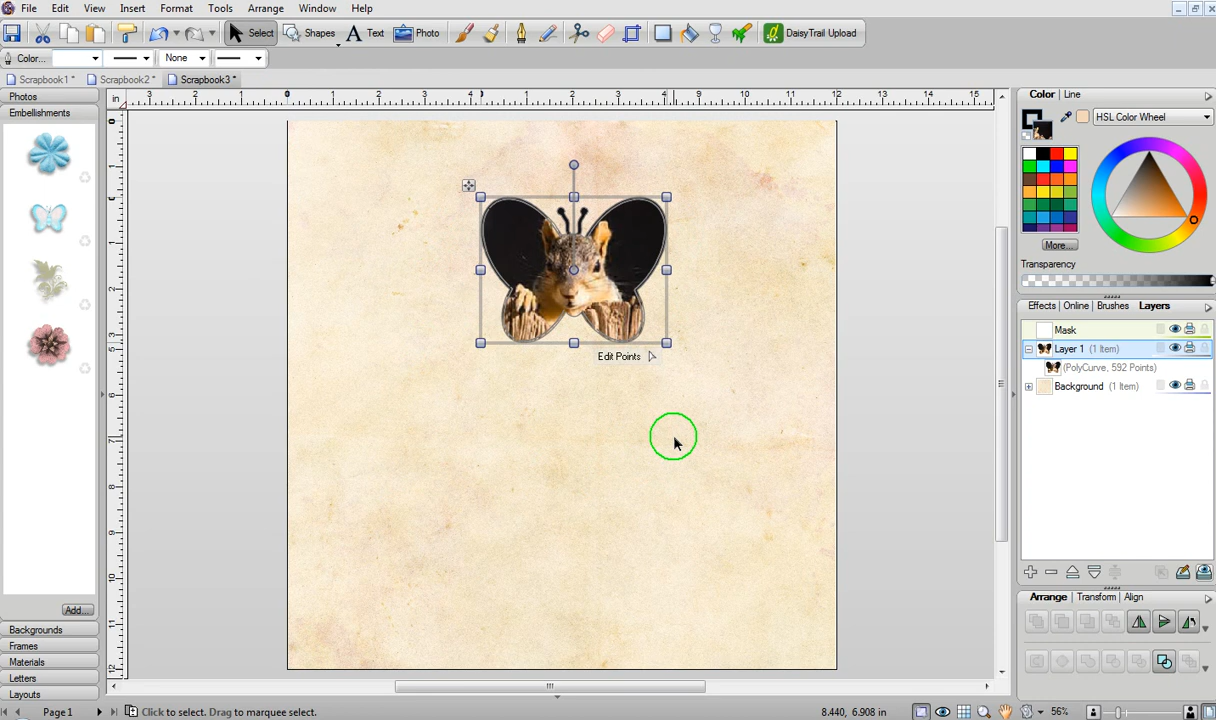 File Edit View Insert Format Tools Arrange Window Help
Select Shapes Text Photo DaisyTrail Upload
Color... None
Scrapbook1 * Scrapbook2 * Scrapbook3 *
Photos
Embellishments
Add...
Backgrounds
Frames
Materials
Letters
Layouts
in
Edit Points
Color Line
HSL Color Wheel
More...
Transparency
Effects Online Brushes Layers
Mask
Layer 1 (1 Item)
(PolyCurve, 592 Points)
Background (1 Item)
Arrange Transform Align
Page 1 Click to select. Drag to marquee select. 8.440, 6.908 in 56%